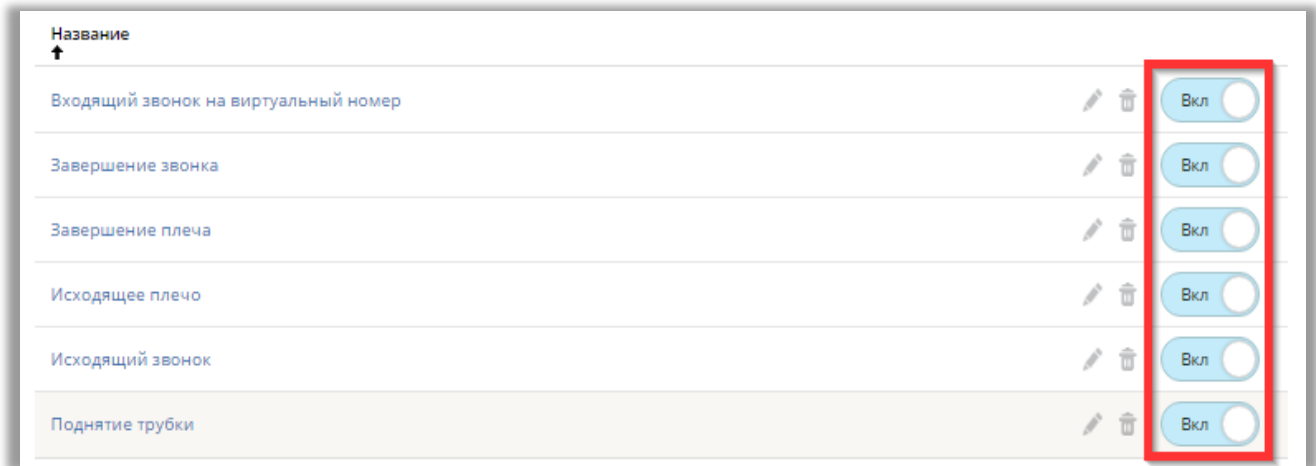 Название
Входящий звонок на виртуальный номер Вкл
Завершение звонка Вкл
Завершение плеча Вкл
Исходящее плечо Вкл
Исходящий звонок Вкл
Поднятие трубки Вкл